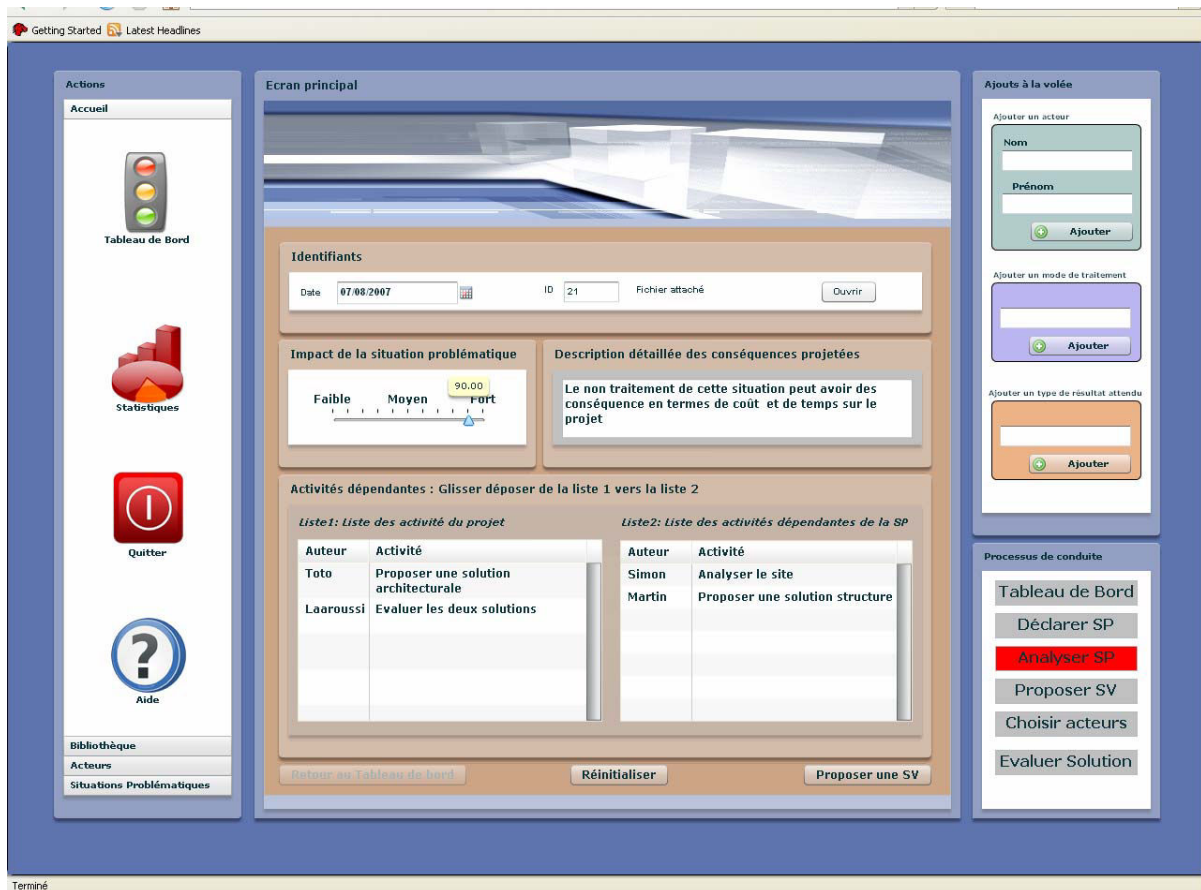 Getting Started Latest Headlines
Actions
Accueil
Tableau de Bord
Statistiques
Quitter
Aide
Bibliothèque
Acteurs
Situations Problématiques
Ecran principal
Identifiants
Date 07/08/2007 ID 21 Fichier attaché Ouvrir
Impact de la situation problématique
90.00
Faible Moyen Fort
Description détaillée des conséquences projetées
Le non traitement de cette situation peut avoir des
conséquence en termes de coût et de temps sur le
projet
Activités dépendantes : Glisser déposer de la liste 1 vers la liste 2
Liste1: Liste des activité du projet
Auteur Activité
Toto Proposer une solution
architecturale
Laaroussi Evaluer les deux solutions
Liste2: Liste des activités dépendantes de la SP
Auteur Activité
Simon Analyser le site
Martin Proposer une solution structure
Retour au Tableau de bord Réinitialiser Proposer une SV
Ajouts à la volée
Ajouter un acteur
Nom
Prénom
Ajouter
Ajouter un mode de traitement
Ajouter
Ajouter un type de résultat attendu
Ajouter
Processus de conduite
Tableau de Bord
Déclarer SP
Analyser SP
Proposer SV
Choisir acteurs
Evaluer Solution
Terminé